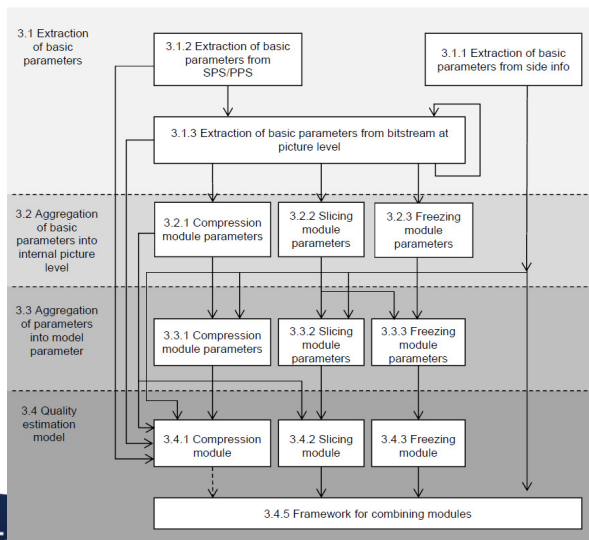 3.1 Extraction
of basic
parameters
3.1.2 Extraction of basic
parameters from
SPS/PPS
3.1.1 Extraction of basic
parameters from side info
3.1.3 Extraction of basic parameters from bitstream at
picture level
3.2 Aggregation
of basic
parameters into
internal picture
level
3.2.1 Compression
module parameters
3.2.2 Slicing
module
parameters
3.2.3 Freezing
module
parameters
3.3 Aggregation
of parameters
into model
parameter
3.3.1 Compression
module parameters
3.3.2 Slicing
module
parameters
3.3.3 Freezing
module
parameters
3.4 Quality
estimation
model
3.4.1 Compression
module
3.4.2 Slicing
module
3.4.3 Freezing
module
3.4.5 Framework for combining modules